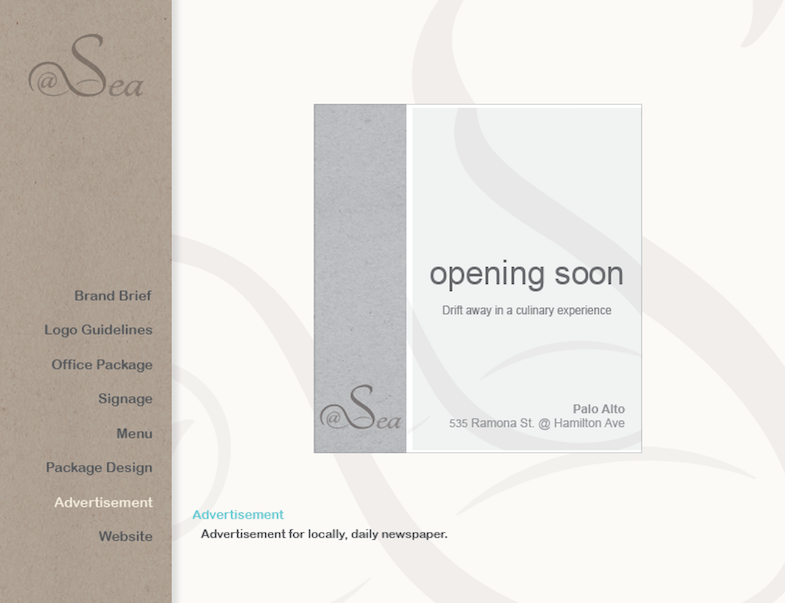 @Sea
Brand Brief
Logo Guidelines
Office Package
Signage
Menu
Package Design
Advertisement
Website
opening soon
Drift away in a culinary experience
@Sea
Palo Alto
535 Ramona St. @ Hamilton Ave
Advertisement
Advertisement for locally, daily newspaper.